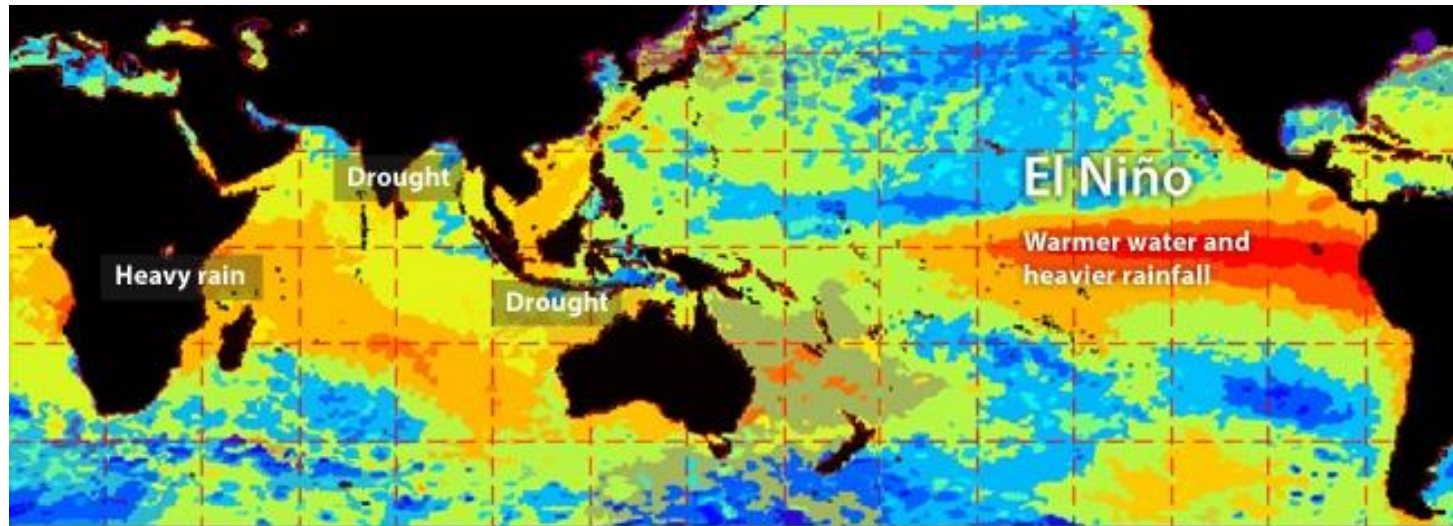 Drought
El Niño
Warmer water and
heavier rainfall
Heavy rain
Drought